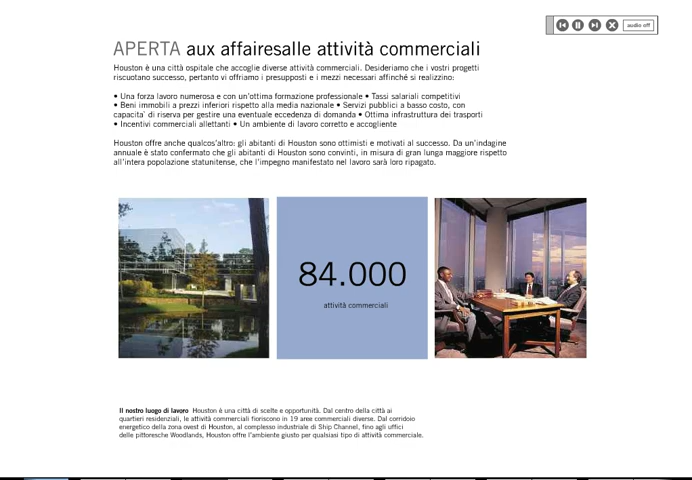 audio off
APERTA aux affairesalle attività commerciali
Houston è una città ospitale che accoglie diverse attività commerciali. Desideriamo che i vostri progetti
riscuotano successo, pertanto vi offriamo i presupposti e i mezzi necessari affinché si realizzino:
• Una forza lavoro numerosa e con un'ottima formazione professionale • Tassi salariali competitivi
• Beni immobili a prezzi inferiori rispetto alla media nazionale • Servizi pubblici a basso costo, con
capacita` di riserva per gestire una eventuale eccedenza di domanda • Ottima infrastruttura dei trasporti
• Incentivi commerciali allettanti • Un ambiente di lavoro corretto e accogliente
Houston offre anche qualcos'altro: gli abitanti di Houston sono ottimisti e motivati al successo. Da un'indagine
annuale è stato confermato che gli abitanti di Houston sono convinti, in misura di gran lunga maggiore rispetto
all'intera popolazione statunitense, che l'impegno manifestato nel lavoro sarà loro ripagato.
84.000
attività commerciali
Il nostro luogo di lavoro Houston è una città di scelte e opportunità. Dal centro della città ai
quartieri residenziali, le attività commerciali fioriscono in 19 aree commerciali diverse. Dal corridoio
energetico della zona ovest di Houston, al complesso industriale di Ship Channel, fino agli uffici
delle pittoresche Woodlands, Houston offre l'ambiente giusto per qualsiasi tipo di attività commerciale.